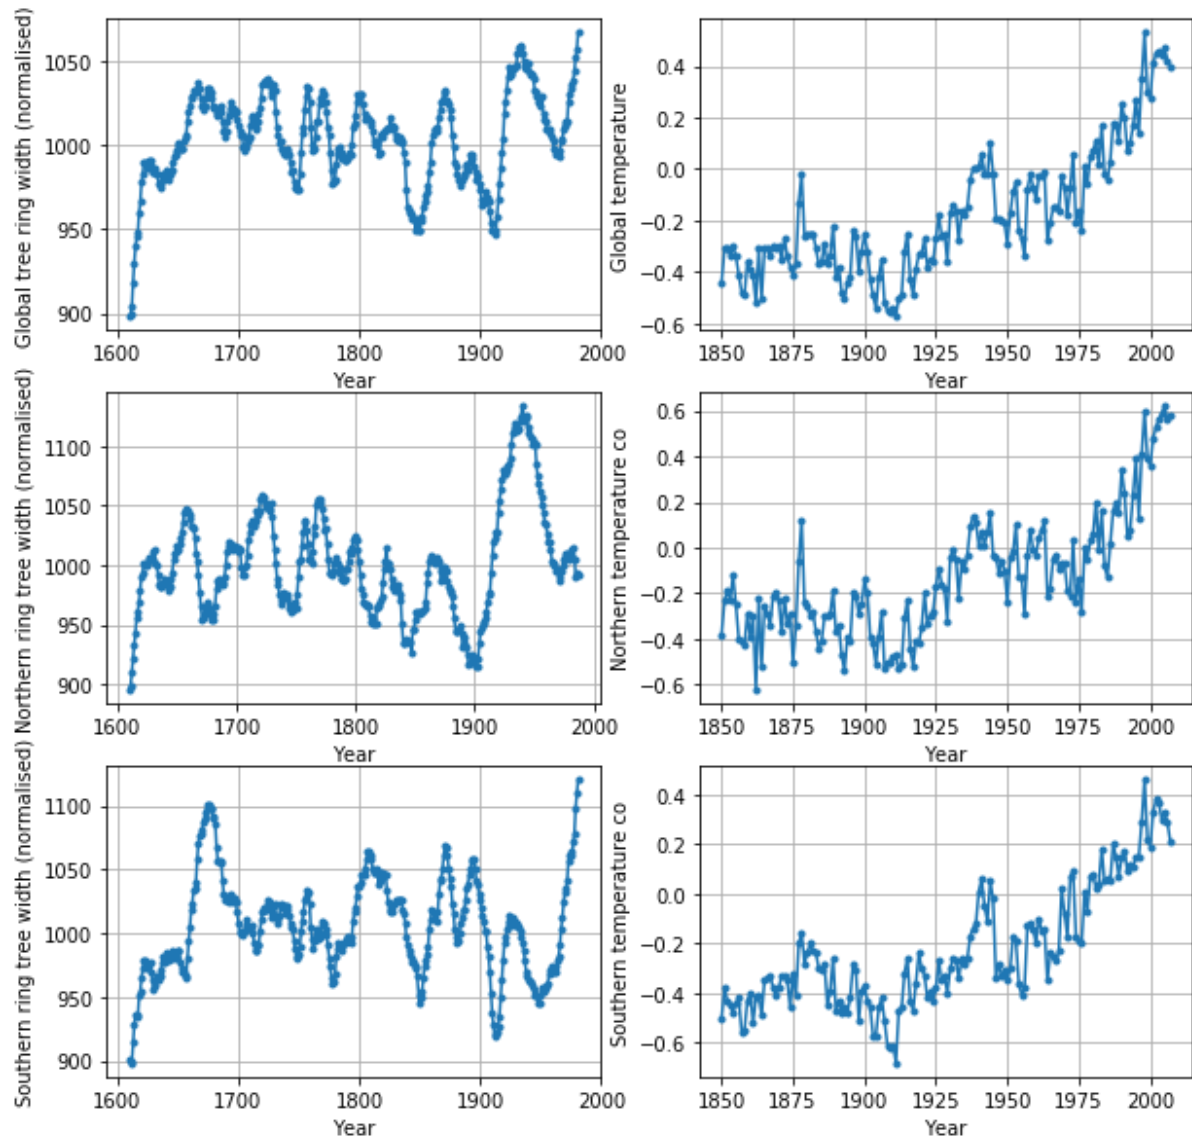 Global tree ring width (normalised)
1050
1000
950
900
1600 1700 1800 1900 2000
Year
Global temperature
0.4
0.2
0.0
−0.2
−0.4
−0.6
1850 1875 1900 1925 1950 1975 2000
Year
Northern ring tree width (normalised)
1100
1050
1000
950
900
1600 1700 1800 1900 2000
Year
Northern temperature co
0.6
0.4
0.2
0.0
−0.2
−0.4
−0.6
1850 1875 1900 1925 1950 1975 2000
Year
Southern ring tree width (normalised)
1100
1050
1000
950
900
1600 1700 1800 1900 2000
Year
Southern temperature co
0.4
0.2
0.0
−0.2
−0.4
−0.6
1850 1875 1900 1925 1950 1975 2000
Year